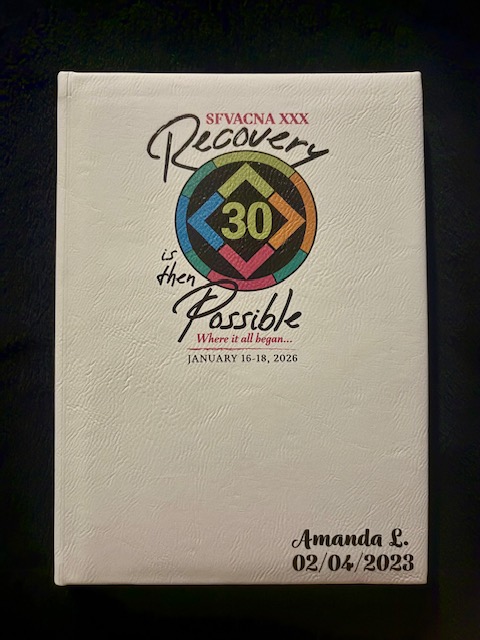 SFVACNA XXX
Recovery
30
is
then
Possible
Where it all began...
JANUARY 16-18, 2026
Amanda L.
02/04/2023